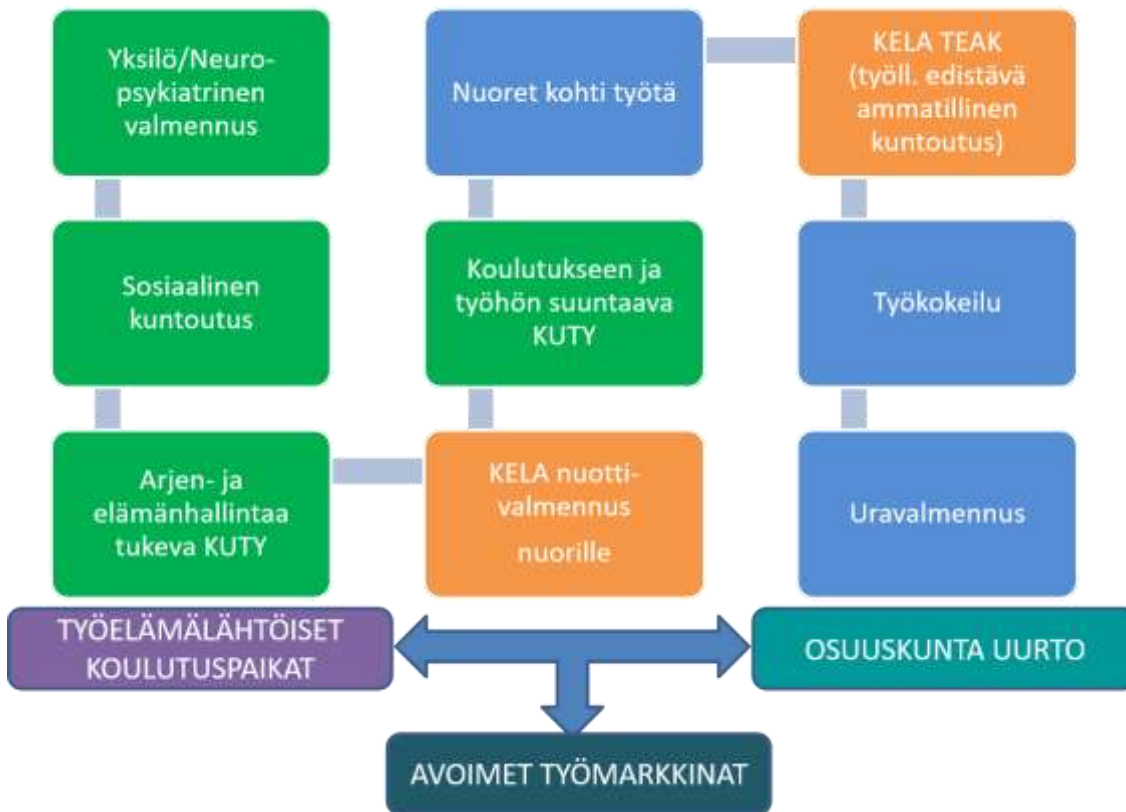 Yksilö/Neuro-
psykiatrinen
valmennus
Sosiaalinen
kuntoutus
Arjen- ja
elämänhallintaa
tukeva KUTY
KELA nuotti-
valmennus
nuorille
Koulutukseen ja
työhön suuntaava
KUTY
Nuoret kohti työtä
KELA TEAK
(työll. edistävä
ammatillinen
kuntoutus)
Työkokeilu
Uravalmennus
TYÖELÄMÄLÄHTÖISET
KOULUTUSPAIKAT
OSUUSKUNTA UURTO
AVOIMET TYÖMARKKINAT